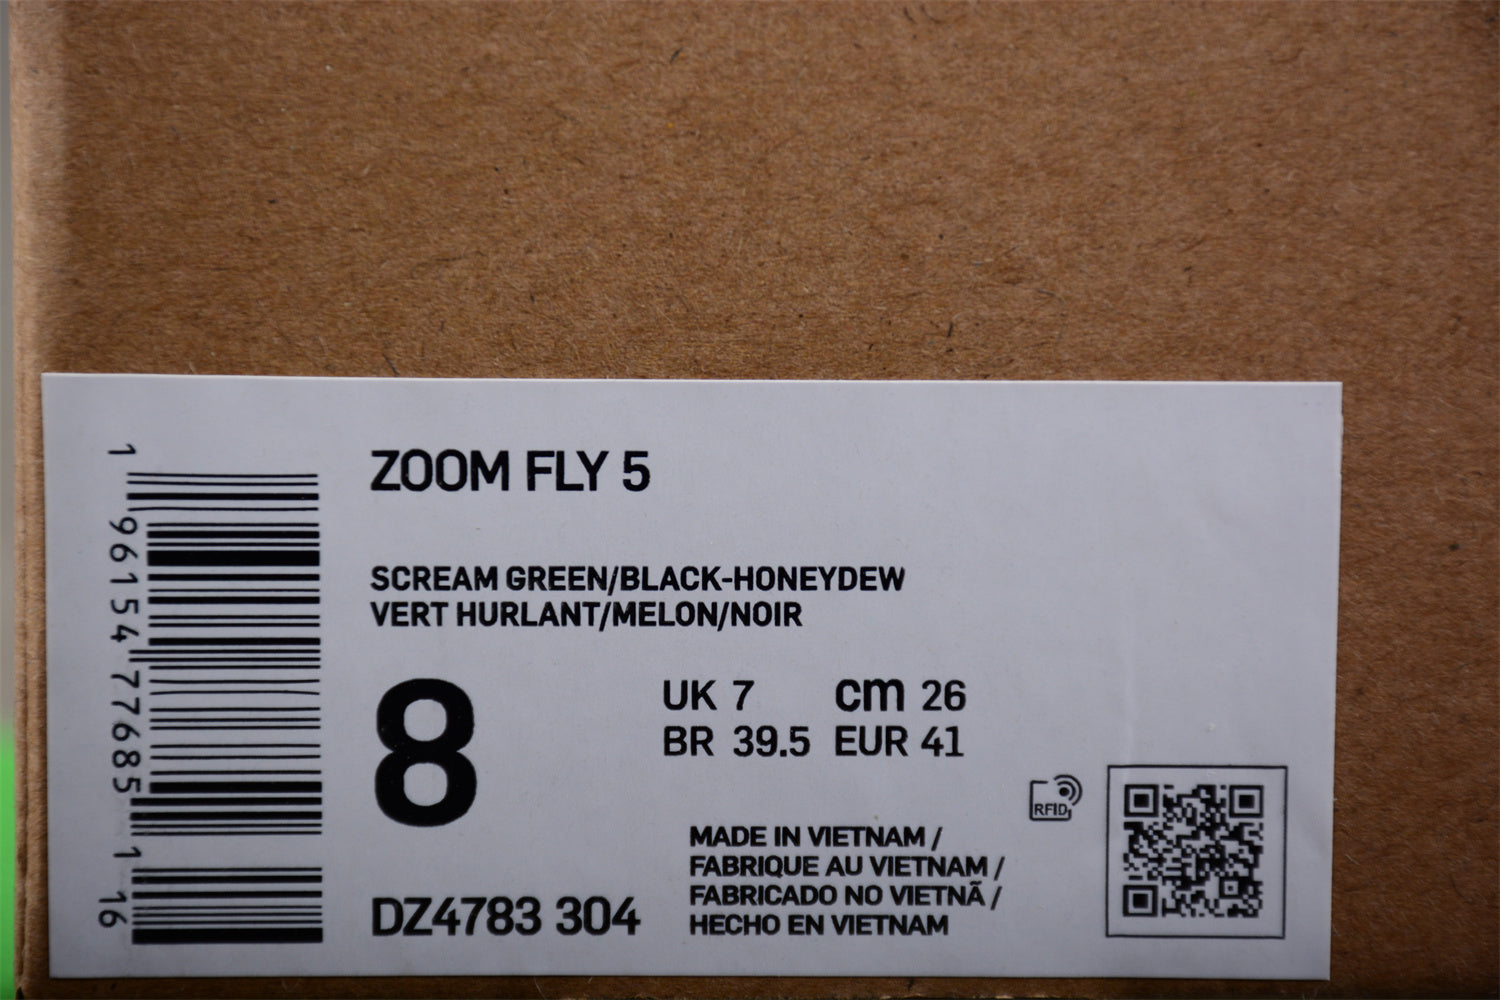 ZOOM FLY 5
SCREAM GREEN/BLACK-HONEYDEW
VERT HURLANT/MELON/NOIR
8
UK 7 cm 26
BR 39.5 EUR 41
RFID
MADE IN VIETNAM /
FABRIQUE AU VIETNAM /
FABRICADO NO VIETNÃ /
HECHO EN VIETNAM
DZ4783 304
1 96154 77685 1 16